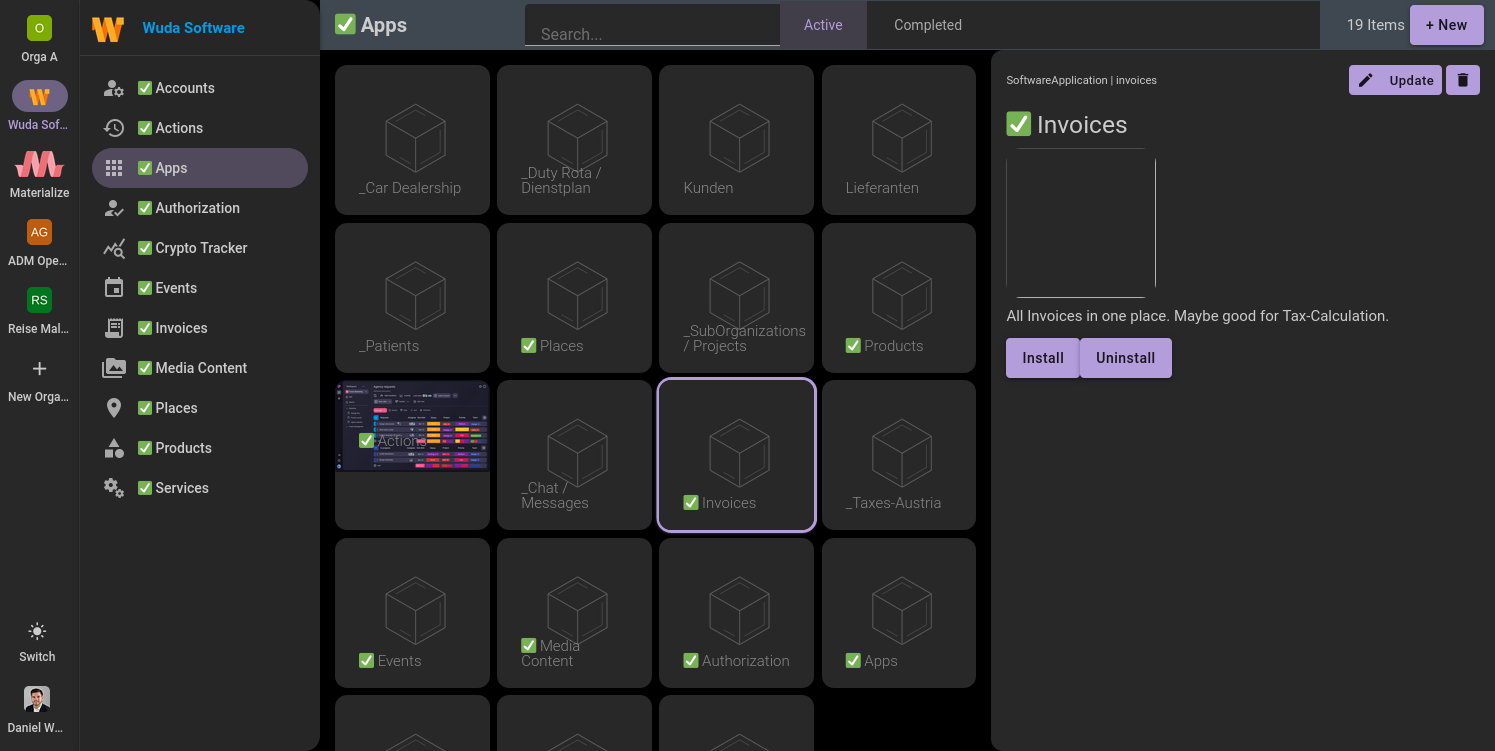 O
Orga A
Wuda Sof...
Materialize
AG
ADM Ope...
RS
Reise Mal...
+
New Orga...
Switch
Daniel W...
Wuda Software
✅ Accounts
✅ Actions
✅ Apps
✅ Authorization
✅ Crypto Tracker
✅ Events
✅ Invoices
✅ Media Content
✅ Places
✅ Products
✅ Services
✅ Apps
Search...
Active
Completed
19 Items
+ New
_Car Dealership
_Duty Rota /
Dienstplan
Kunden
Lieferanten
_Patients
✅ Places
_SubOrganizations
/ Projects
✅ Products
✅ Actions
_Chat /
Messages
✅ Invoices
_Taxes-Austria
✅ Events
✅ Media
Content
✅ Authorization
✅ Apps
SoftwareApplication | invoices
Update
✅ Invoices
All Invoices in one place. Maybe good for Tax-Calculation.
Install
Uninstall